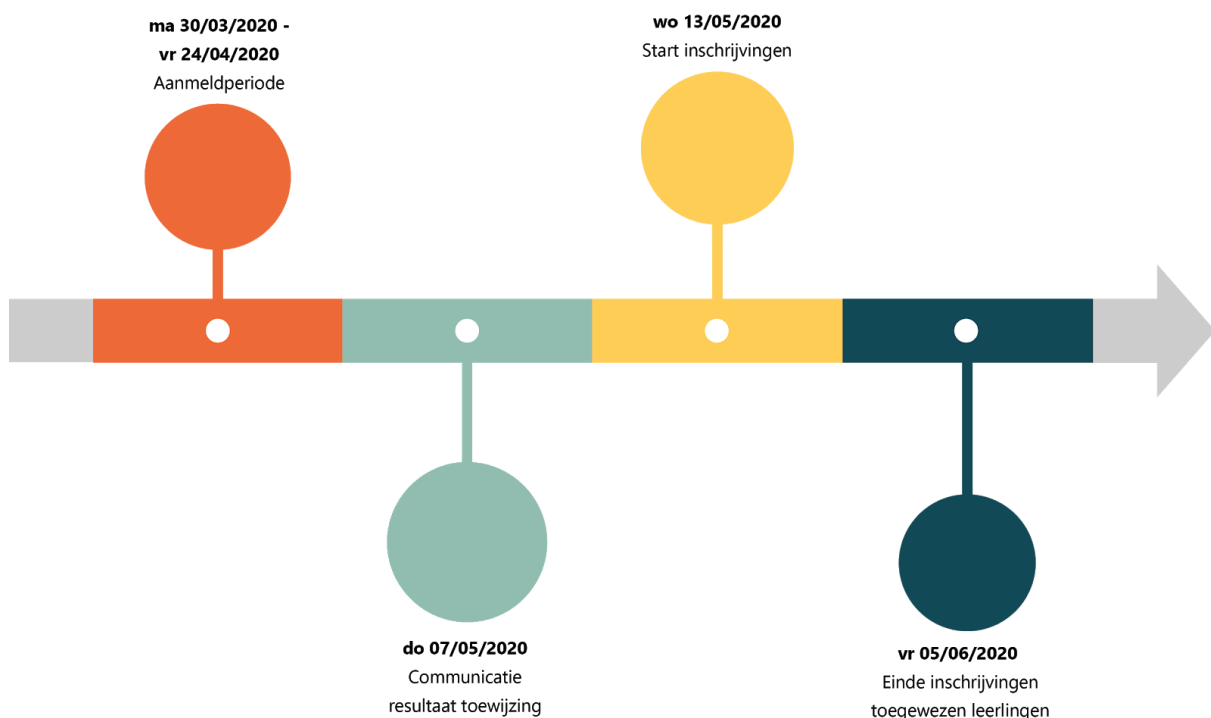 ma 30/03/2020 -
vr 24/04/2020
Aanmeldperiode
wo 13/05/2020
Start inschrijvingen
do 07/05/2020
Communicatie
resultaat toewijzing
vr 05/06/2020
Einde inschrijvingen
toegewezen leerlingen